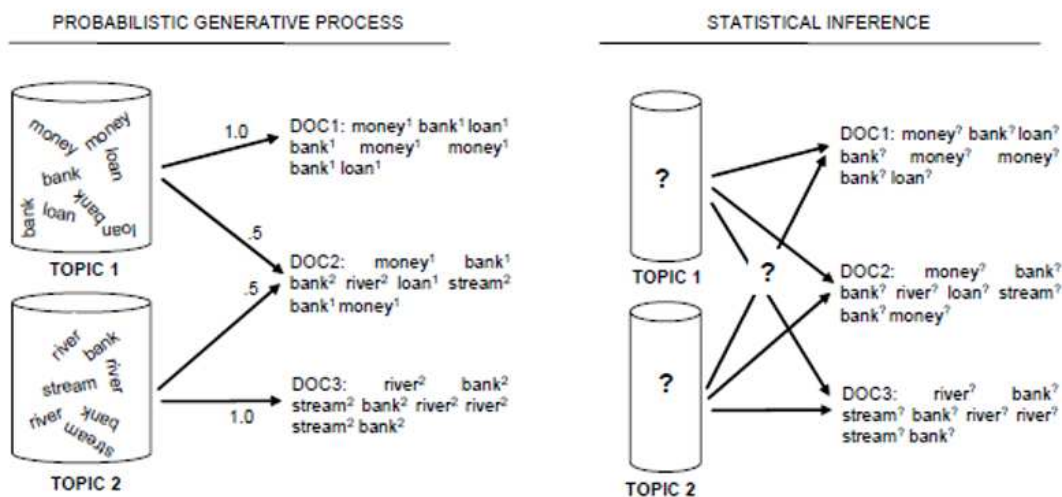 PROBABILISTIC GENERATIVE PROCESS
money
money
loan
bank
bank
loan
bank
loan
TOPIC 1
river
bank
river
stream
river
bank
stream
TOPIC 2
1.0
.5
.5
1.0
DOC1: money¹ bank¹ loan¹
bank¹ money¹ money¹
bank¹ loan¹
DOC2: money¹ bank¹
bank² river² loan¹ stream²
bank¹ money¹
DOC3: river² bank²
stream² bank² river² river²
stream² bank²
STATISTICAL INFERENCE
?
TOPIC 1
?
?
TOPIC 2
DOC1: money? bank? loan?
bank? money? money?
bank? loan?
DOC2: money? bank?
bank? river? loan? stream?
bank? money?
DOC3: river? bank?
stream? bank? river? river?
stream? bank?